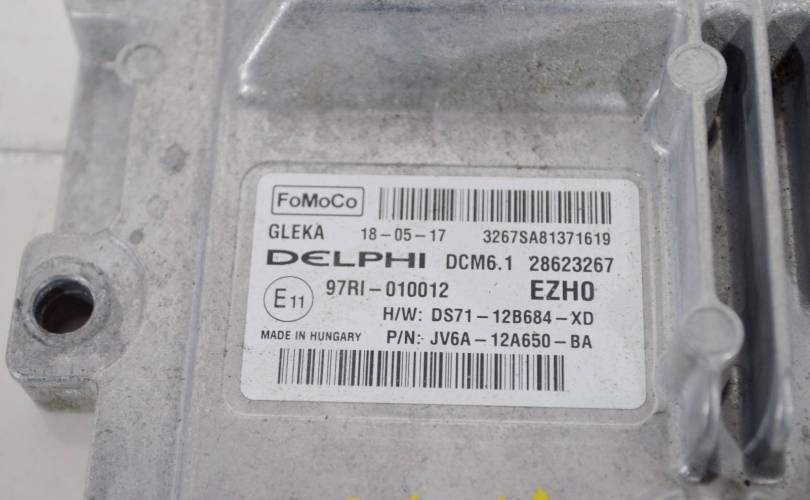 FoMoCo
GLEKA 18-05-17 3267SA81371619
DELPHI DCM6.1 28623267
E11 97RI-010012 EZH0
H/W: DS71-12B684-XD
MADE IN HUNGARY P/N: JV6A-12A650-BA